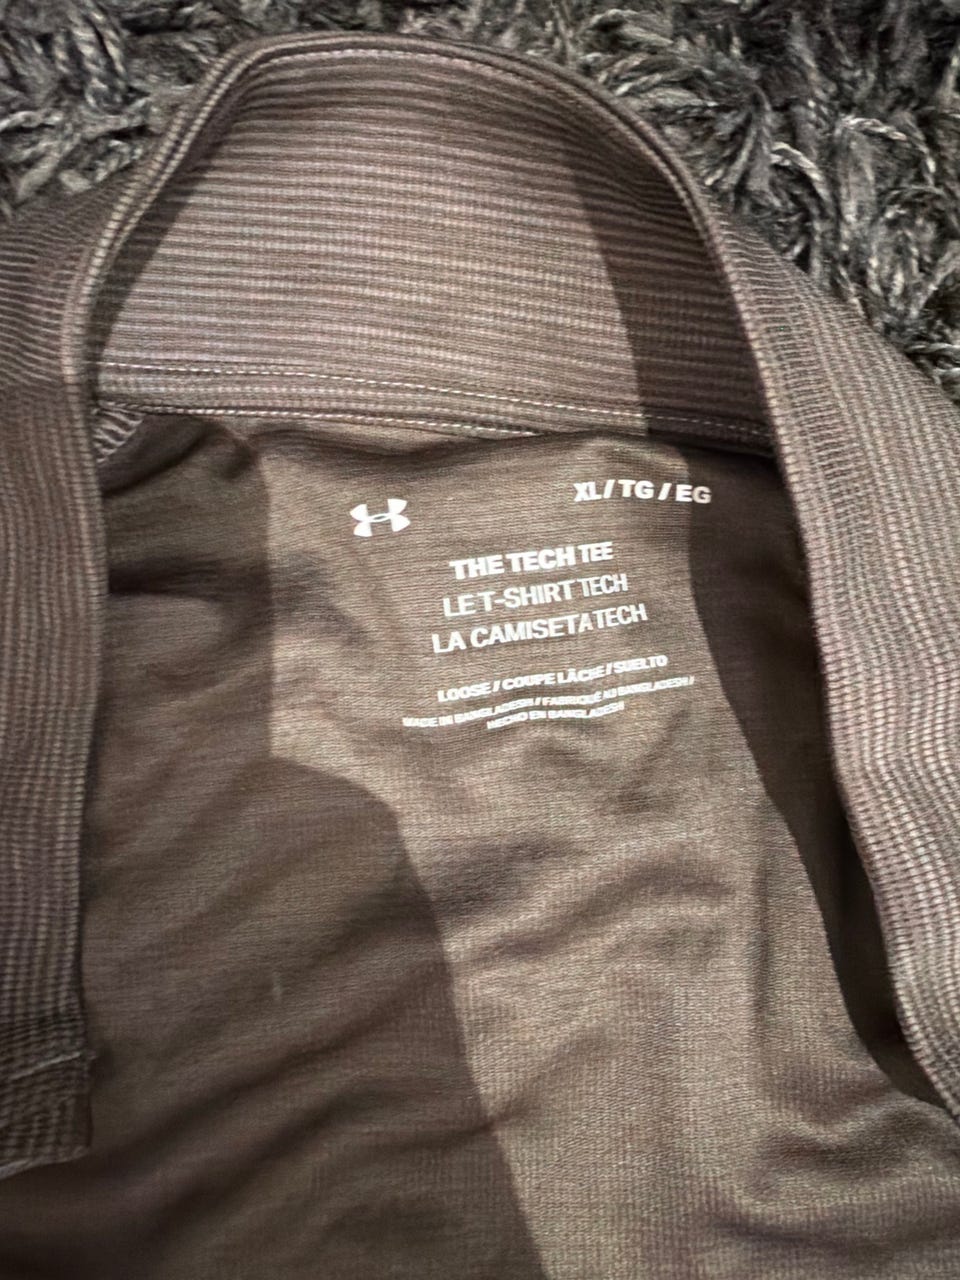 XL / TG / EG
THE TECH TEE
LE T-SHIRT TECH
LA CAMISETA TECH
LOOSE / COUPE LÂCHE / SUELTO
MADE IN BANGLADESH / FABRIQUÉ AU BANGLADESH /
HECHO EN BANGLADESH